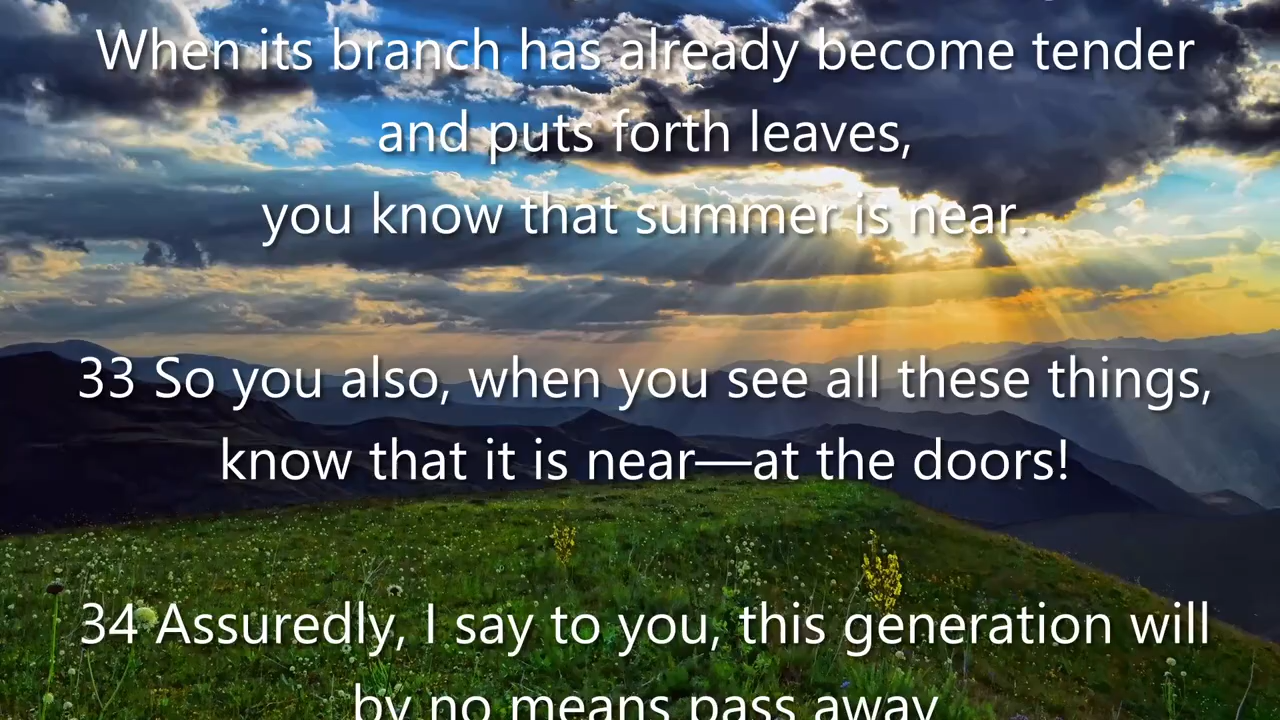 When its branch has already become tender
and puts forth leaves,
you know that summer is near.
33 So you also, when you see all these things,
know that it is near—at the doors!
34 Assuredly, I say to you, this generation will
by no means pass away